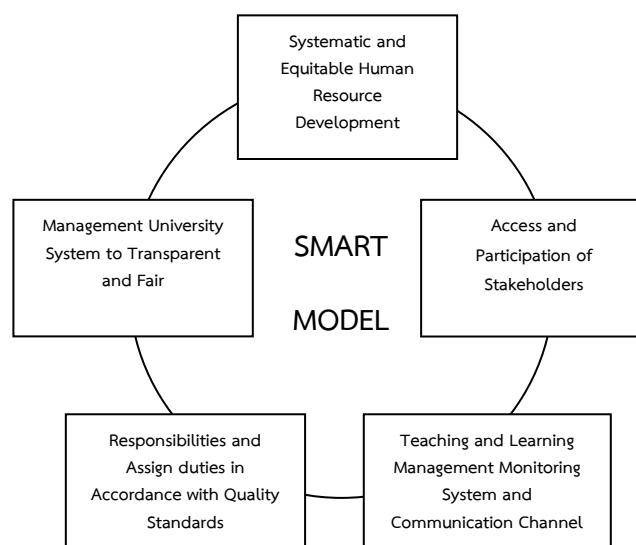 Systematic and
Equitable Human
Resource
Development
Management University
System to Transparent
and Fair
SMART
MODEL
Access and
Participation of
Stakeholders
Responsibilities and
Assign duties in
Accordance with Quality
Standards
Teaching and Learning
Management Monitoring
System and
Communication Channel